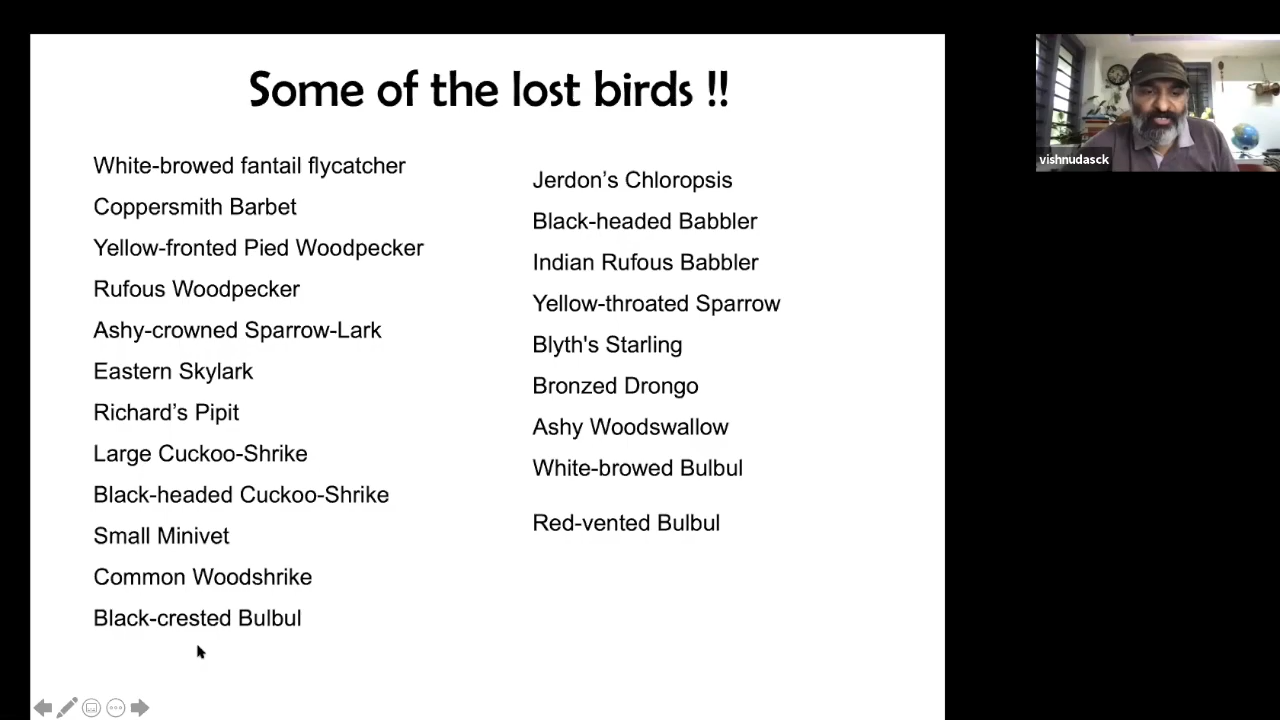 Some of the lost birds !!
White-browed fantail flycatcher
Coppersmith Barbet
Yellow-fronted Pied Woodpecker
Rufous Woodpecker
Ashy-crowned Sparrow-Lark
Eastern Skylark
Richard’s Pipit
Large Cuckoo-Shrike
Black-headed Cuckoo-Shrike
Small Minivet
Common Woodshrike
Black-crested Bulbul
Jerdon’s Chloropsis
Black-headed Babbler
Indian Rufous Babbler
Yellow-throated Sparrow
Blyth's Starling
Bronzed Drongo
Ashy Woodswallow
White-browed Bulbul
Red-vented Bulbul
vishnudasck